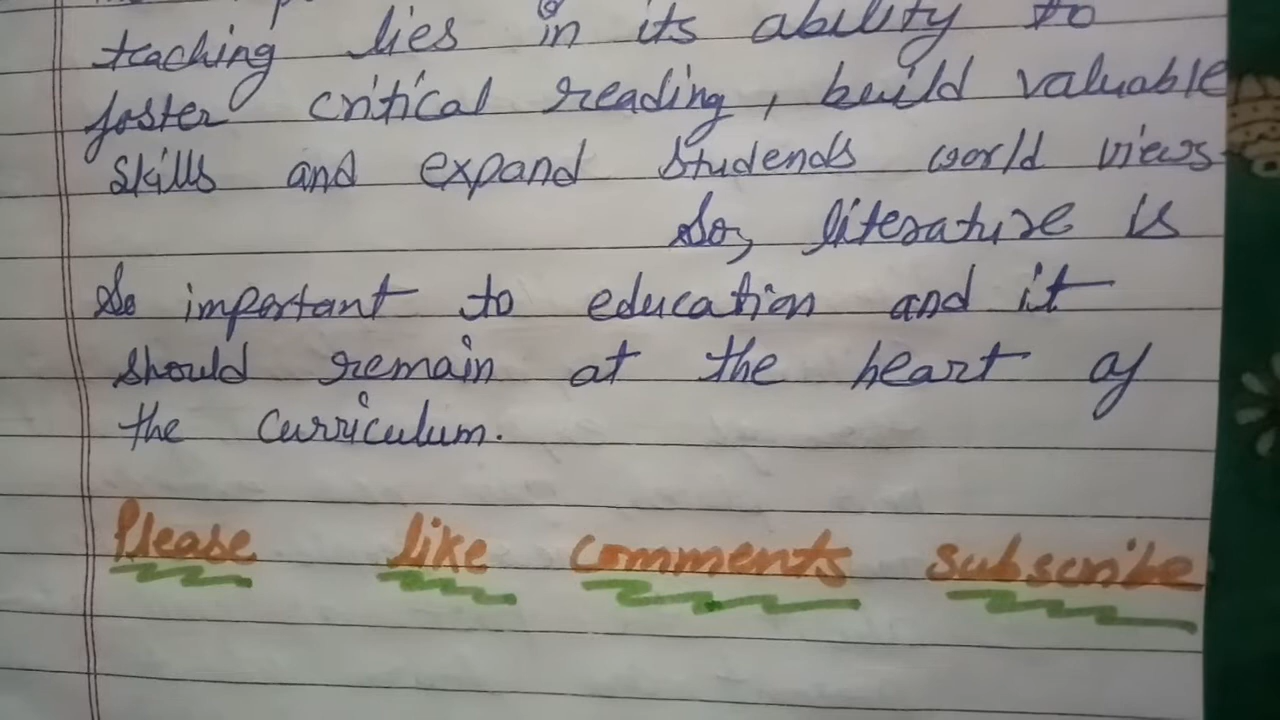 teaching lies in its ability to
foster critical reading, build valuable
skills and expand students world views
So, literature is
So important to education and it
should remain at the heart of
the curriculum.
Please like comments subscribe